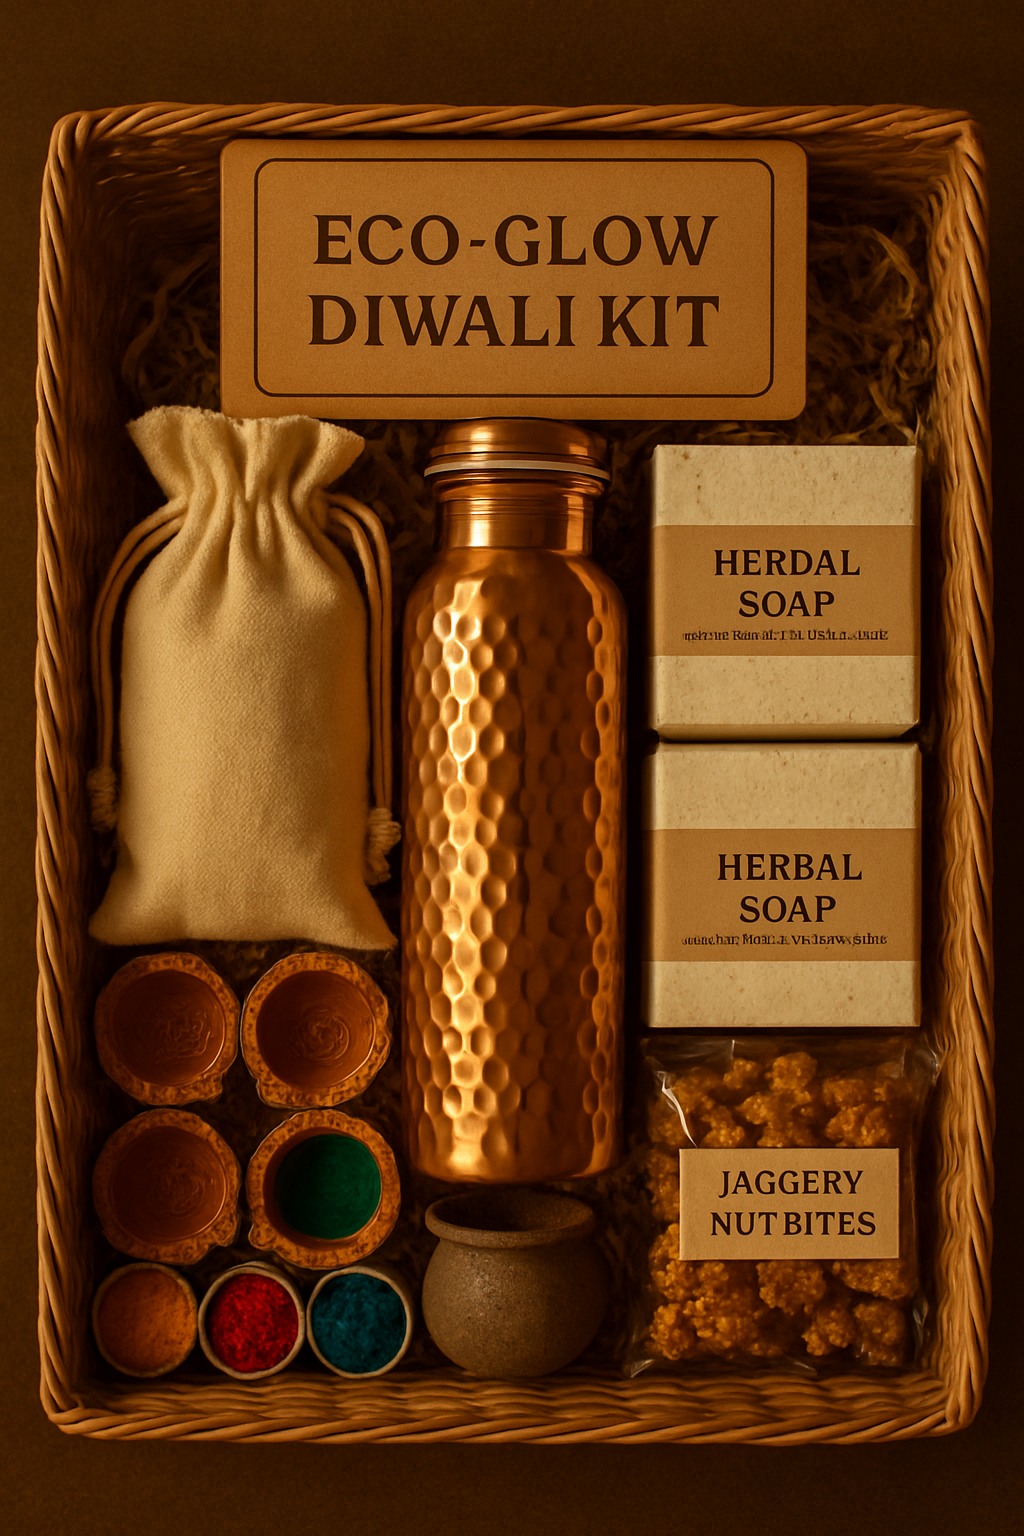 ECO-GLOW
DIWALI KIT
HERDAL
SOAP
HERBAL
SOAP
JAGGERY
NUT BITES